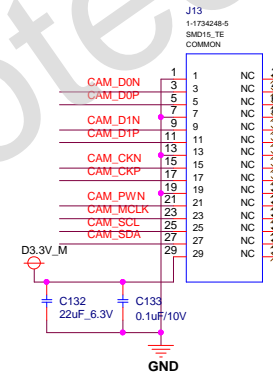 J13
1-1734248-5
SMD15_TE
COMMON
1 1 NC
CAM_D0N 3 3 NC
CAM_D0P 5 5 NC
7 7 NC
CAM_D1N 9 9 NC
CAM_D1P 11 11 NC
13 13 NC
CAM_CKN 15 15 NC
CAM_CKP 17 17 NC
19 19 NC
CAM_PWN 21 21 NC
CAM_MCLK 23 23 NC
CAM_SCL 25 25 NC
CAM_SDA 27 27 NC
D3.3V_M 29 29 NC
C132 C133
22uF_6.3V 0.1uF/10V
GND